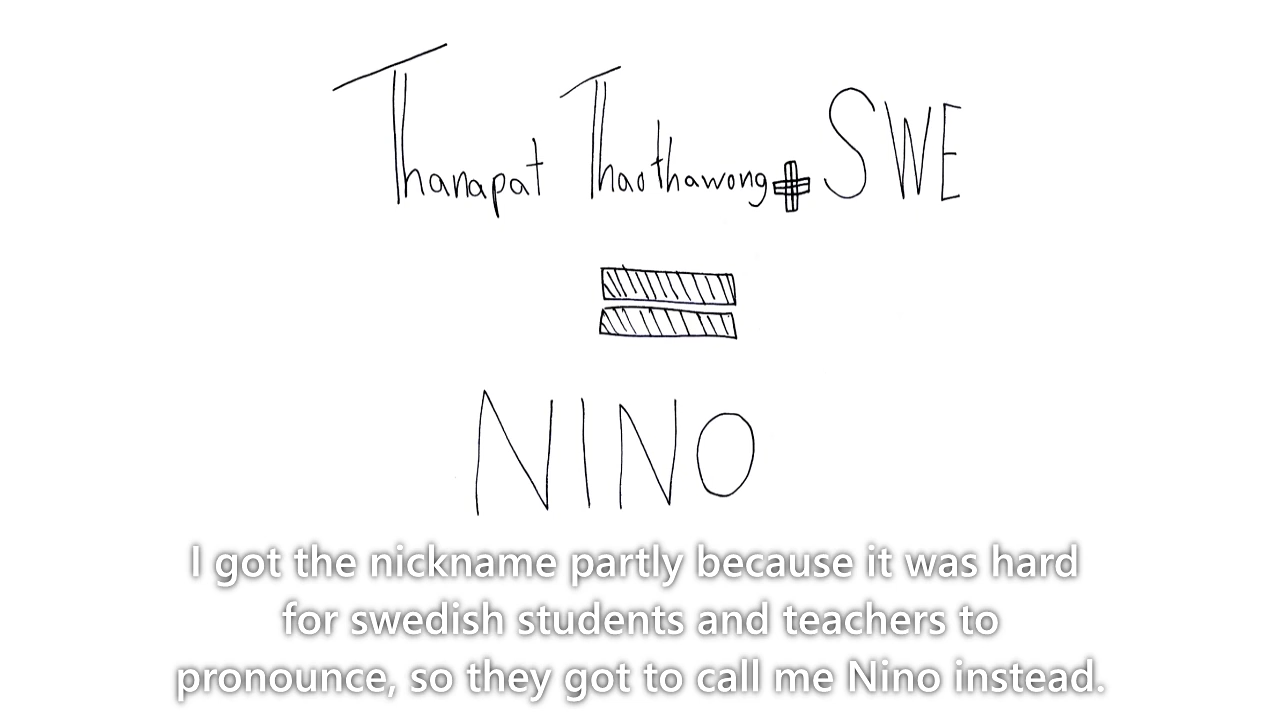 Thanapat Thaothawong + SWE
=
NINO
I got the nickname partly because it was hard
for swedish students and teachers to
pronounce, so they got to call me Nino instead.